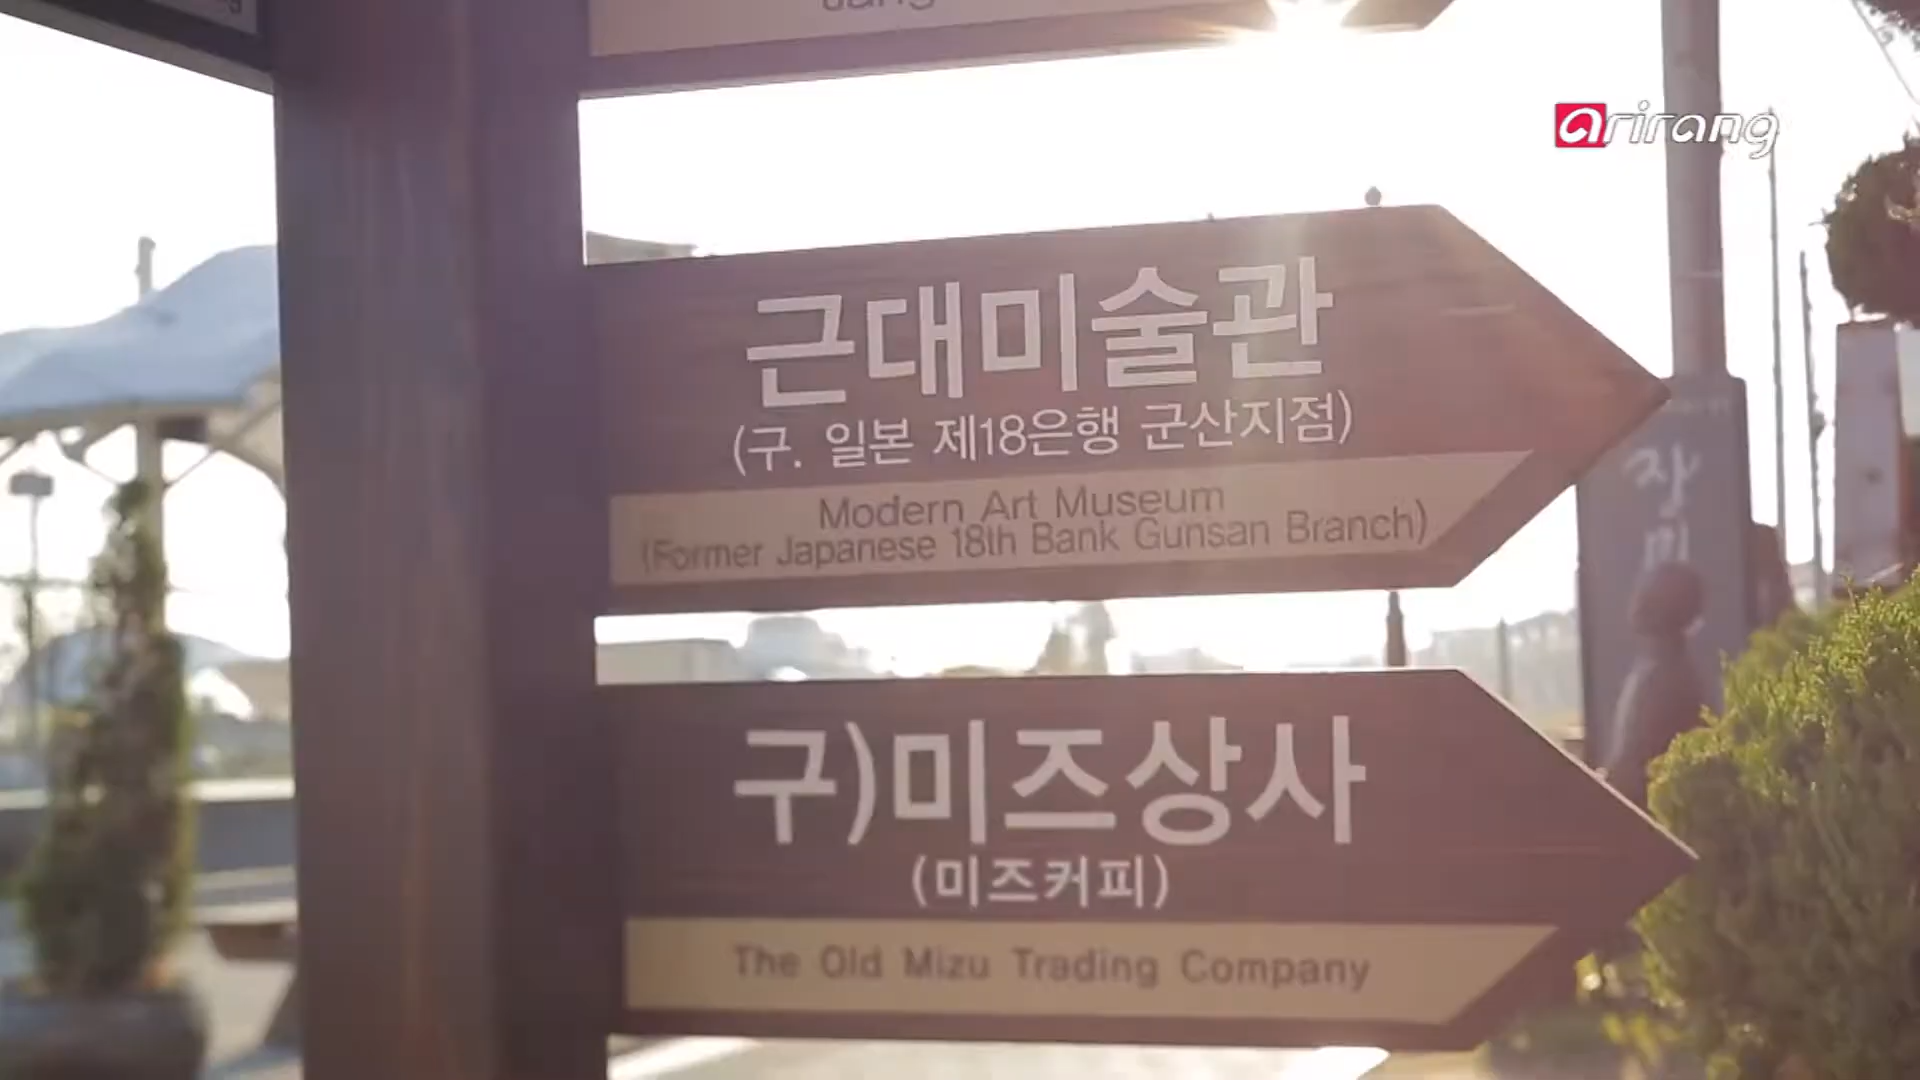 arirang
근대미술관
(구. 일본 제18은행 군산지점)
Modern Art Museum
(Former Japanese 18th Bank Gunsan Branch)
장미
구)미즈상사
(미즈커피)
The Old Mizu Trading Company